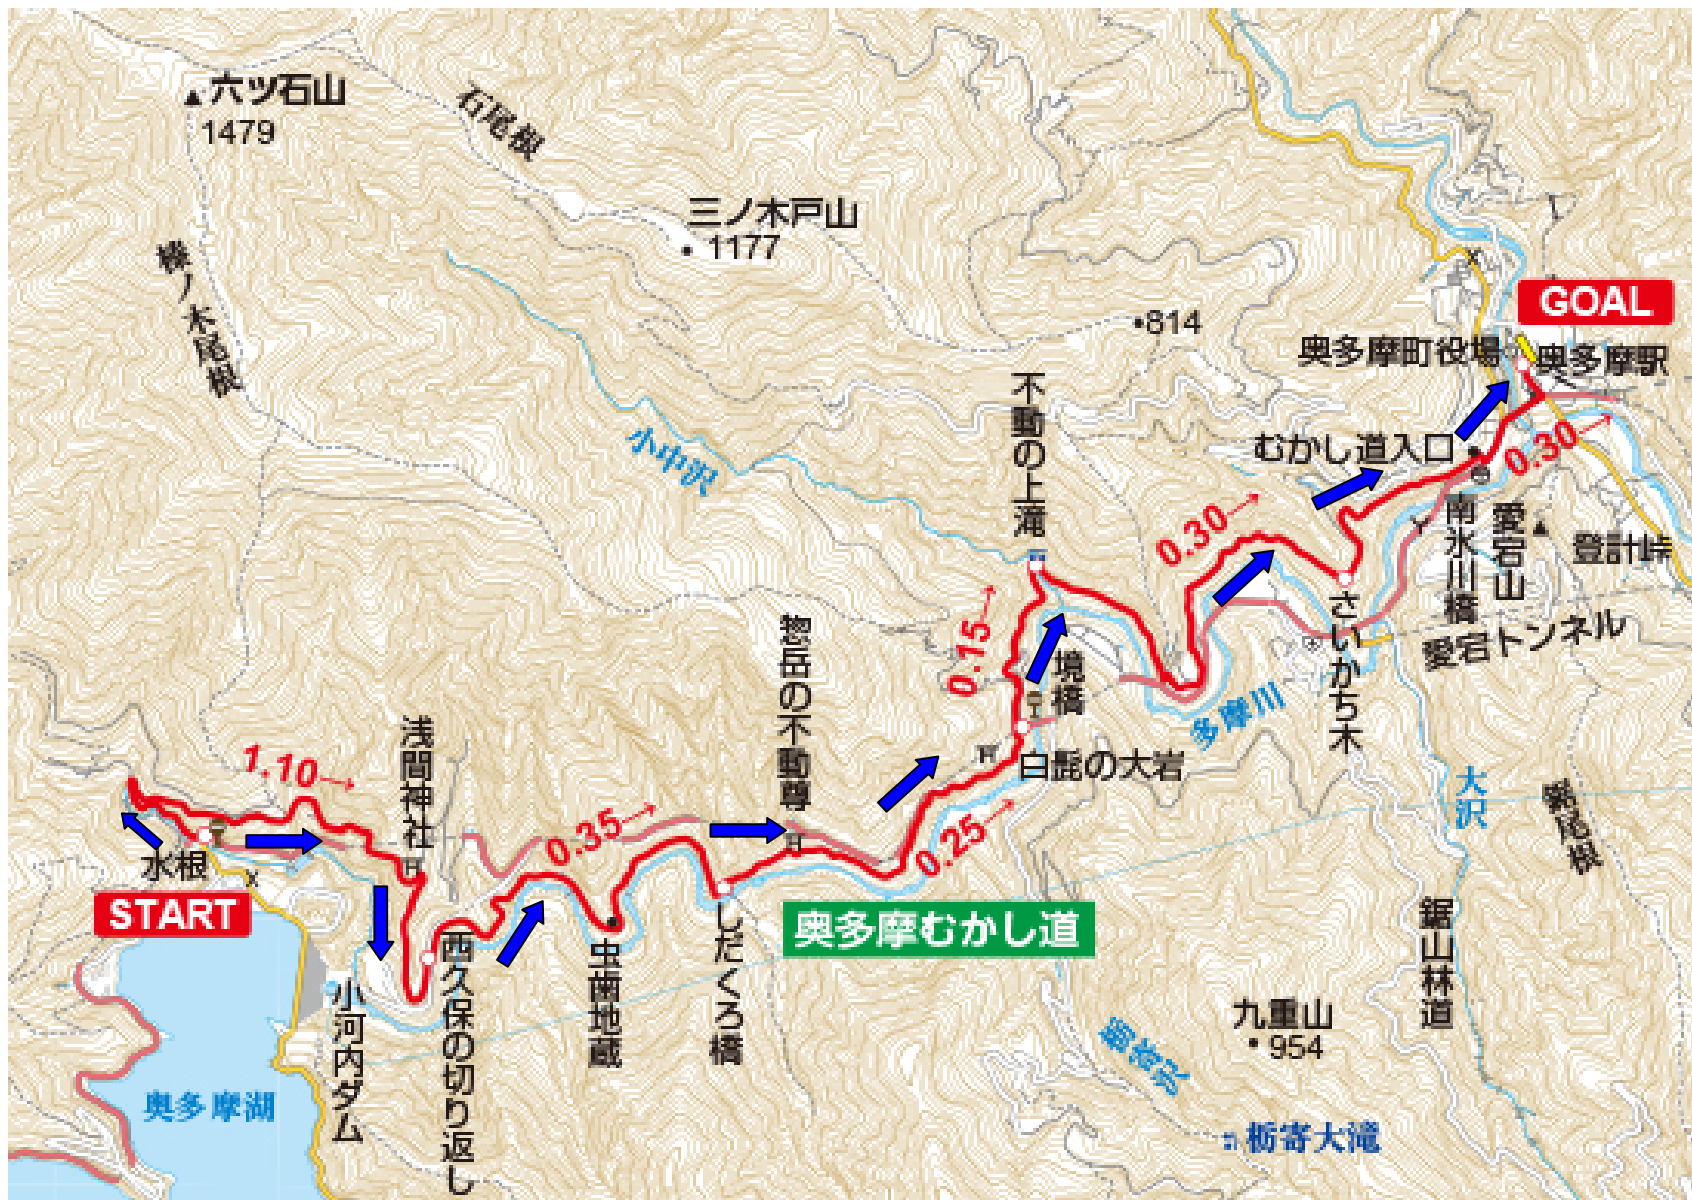 六ツ石山
1479
石尾根
三ノ木戸山
1177
榛ノ木尾根
814
GOAL
奥多摩町役場
奥多摩駅
不動の上滝
小中沢
むかし道入口
0.30→
0.30→
南氷川橋
愛宕山
登計峠
愛宕トンネル
さいかち木
0.15→
境橋
多摩川
白髭の大岩
惣岳の不動尊
浅間神社
1.10→
0.35→
0.25→
水根
START
大沢
鋸尾根
奥多摩むかし道
西久保の切り返し
虫歯地蔵
しだくら橋
小河内ダム
鋸山林道
九重山
954
栃寄沢
奥多摩湖
栃寄大滝